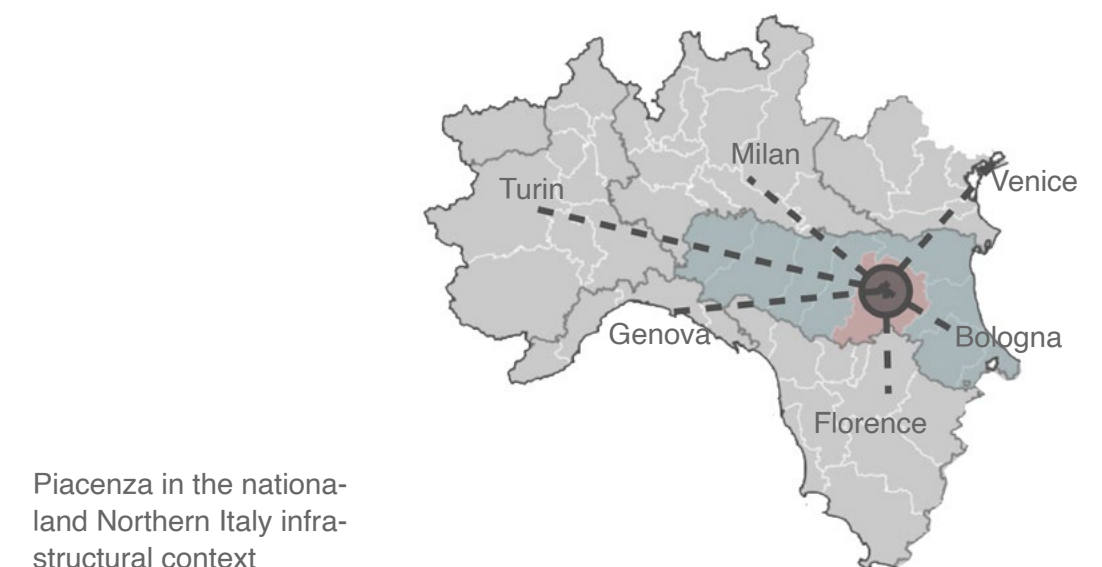 Milan
Venice
Turin
Genova
Bologna
Florence
Piacenza in the nationa-
land Northern Italy infra-
structural context